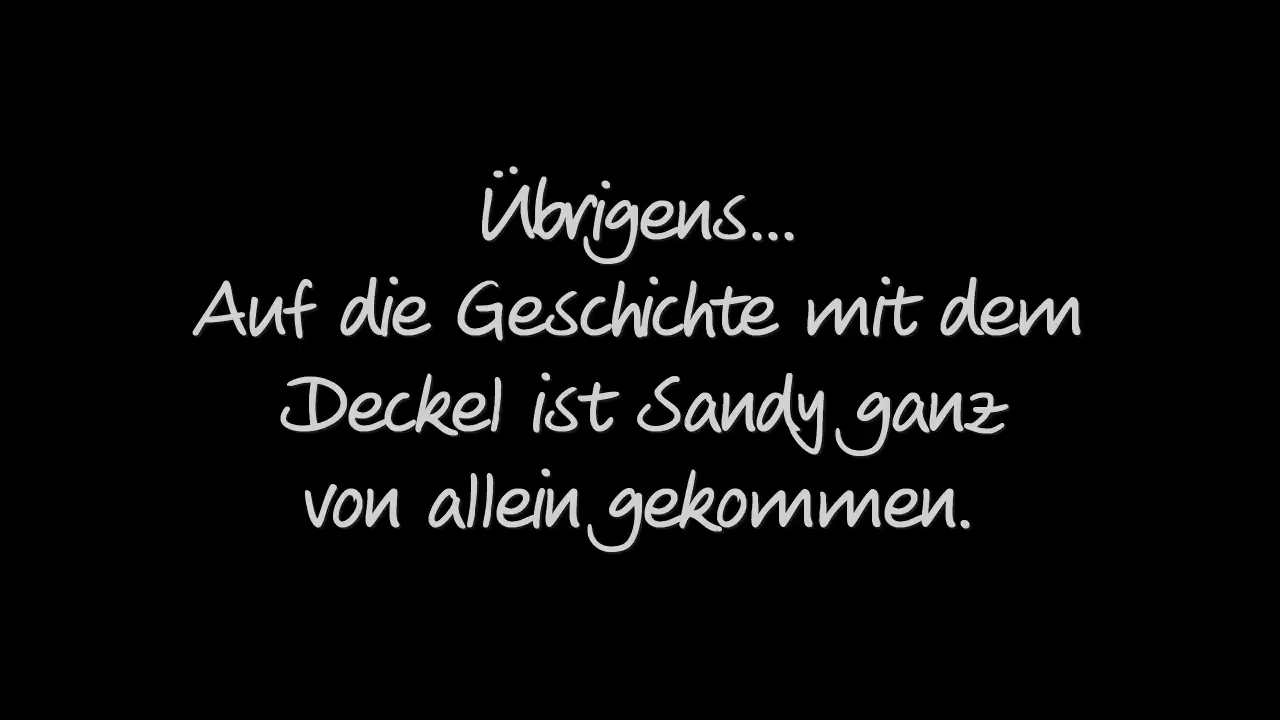 Übrigens...
Auf die Geschichte mit dem
Deckel ist Sandy ganz
von allein gekommen.